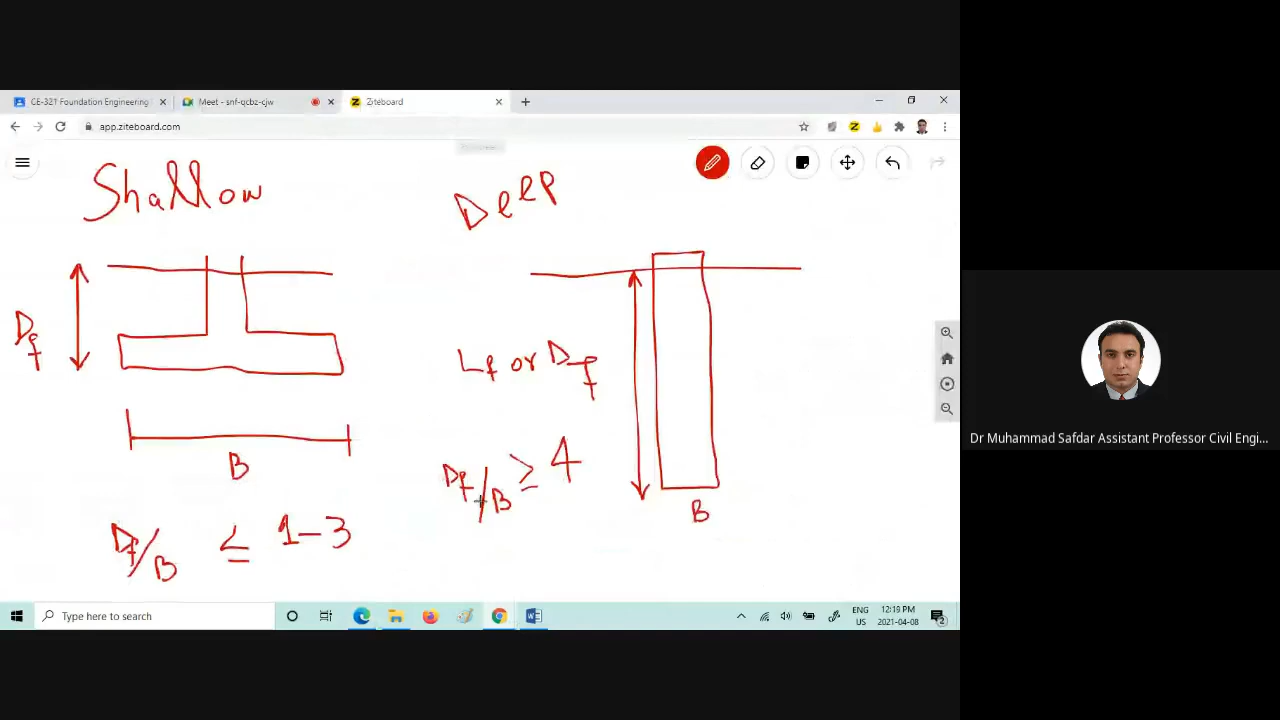 CE-321 Foundation Engineering
Meet - snf-qcbz-cjw
Ziteboard
app.ziteboard.com
Shallow
Deep
Df
Lf or Df
B
Df/B ≥ 4
B
Df/B ≤ 1-3
Dr Muhammad Safdar Assistant Professor Civil Engi...
Type here to search
ENG
US
12:19 PM
2021-04-08
2